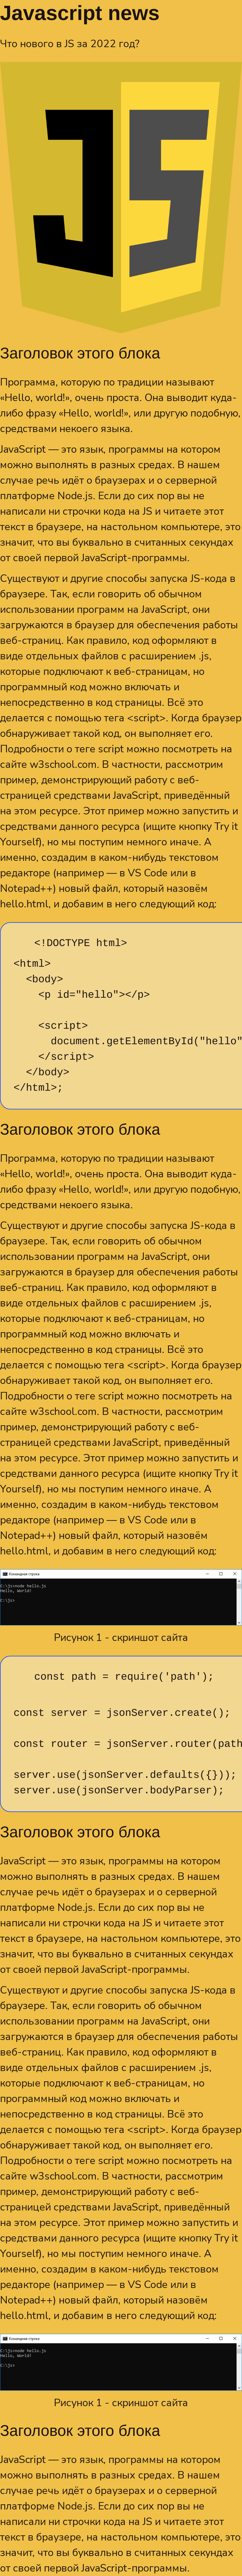 Javascript news
Что нового в JS за 2022 год?
JS
Заголовок этого блока
Программа, которую по традиции называют
«Hello, world!», очень проста. Она выводит куда-
либо фразу «Hello, world!», или другую подобную,
средствами некоего языка.
JavaScript — это язык, программы на котором
можно выполнять в разных средах. В нашем
случае речь идёт о браузерах и о серверной
платформе Node.js. Если до сих пор вы не
написали ни строчки кода на JS и читаете этот
текст в браузере, на настольном компьютере, это
значит, что вы буквально в считанных секундах
от своей первой JavaScript-программы.
Существуют и другие способы запуска JS-кода в
браузере. Так, если говорить об обычном
использовании программ на JavaScript, они
загружаются в браузер для обеспечения работы
веб-страниц. Как правило, код оформляют в
виде отдельных файлов с расширением .js,
которые подключают к веб-страницам, но
программный код можно включать и
непосредственно в код страницы. Всё это
делается с помощью тега <script>. Когда браузер
обнаруживает такой код, он выполняет его.
Подробности о теге script можно посмотреть на
сайте w3school.com. В частности, рассмотрим
пример, демонстрирующий работу с веб-
страницей средствами JavaScript, приведённый
на этом ресурсе. Этот пример можно запустить и
средствами данного ресурса (ищите кнопку Try it
Yourself), но мы поступим немного иначе. А
именно, создадим в каком-нибудь текстовом
редакторе (например — в VS Code или в
Notepad++) новый файл, который назовём
hello.html, и добавим в него следующий код:
<!DOCTYPE html>
<html>
<body>
<p id="hello"></p>
<script>
document.getElementById("hello"
</script>
</body>
</html>;
Заголовок этого блока
Программа, которую по традиции называют
«Hello, world!», очень проста. Она выводит куда-
либо фразу «Hello, world!», или другую подобную,
средствами некоего языка.
Существуют и другие способы запуска JS-кода в
браузере. Так, если говорить об обычном
использовании программ на JavaScript, они
загружаются в браузер для обеспечения работы
веб-страниц. Как правило, код оформляют в
виде отдельных файлов с расширением .js,
которые подключают к веб-страницам, но
программный код можно включать и
непосредственно в код страницы. Всё это
делается с помощью тега <script>. Когда браузер
обнаруживает такой код, он выполняет его.
Подробности о теге script можно посмотреть на
сайте w3school.com. В частности, рассмотрим
пример, демонстрирующий работу с веб-
страницей средствами JavaScript, приведённый
на этом ресурсе. Этот пример можно запустить и
средствами данного ресурса (ищите кнопку Try it
Yourself), но мы поступим немного иначе. А
именно, создадим в каком-нибудь текстовом
редакторе (например — в VS Code или в
Notepad++) новый файл, который назовём
hello.html, и добавим в него следующий код:
Командная строка
C:\js>node hello.js
Hello, World!
C:\js>
Рисунок 1 - скриншот сайта
const path = require('path');
const server = jsonServer.create();
const router = jsonServer.router(path
server.use(jsonServer.defaults({}));
server.use(jsonServer.bodyParser);
Заголовок этого блока
JavaScript — это язык, программы на котором
можно выполнять в разных средах. В нашем
случае речь идёт о браузерах и о серверной
платформе Node.js. Если до сих пор вы не
написали ни строчки кода на JS и читаете этот
текст в браузере, на настольном компьютере, это
значит, что вы буквально в считанных секундах
от своей первой JavaScript-программы.
Существуют и другие способы запуска JS-кода в
браузере. Так, если говорить об обычном
использовании программ на JavaScript, они
загружаются в браузер для обеспечения работы
веб-страниц. Как правило, код оформляют в
виде отдельных файлов с расширением .js,
которые подключают к веб-страницам, но
программный код можно включать и
непосредственно в код страницы. Всё это
делается с помощью тега <script>. Когда браузер
обнаруживает такой код, он выполняет его.
Подробности о теге script можно посмотреть на
сайте w3school.com. В частности, рассмотрим
пример, демонстрирующий работу с веб-
страницей средствами JavaScript, приведённый
на этом ресурсе. Этот пример можно запустить и
средствами данного ресурса (ищите кнопку Try it
Yourself), но мы поступим немного иначе. А
именно, создадим в каком-нибудь текстовом
редакторе (например — в VS Code или в
Notepad++) новый файл, который назовём
hello.html, и добавим в него следующий код:
Командная строка
C:\js>node hello.js
Hello, World!
C:\js>
Рисунок 1 - скриншот сайта
Заголовок этого блока
JavaScript — это язык, программы на котором
можно выполнять в разных средах. В нашем
случае речь идёт о браузерах и о серверной
платформе Node.js. Если до сих пор вы не
написали ни строчки кода на JS и читаете этот
текст в браузере, на настольном компьютере, это
значит, что вы буквально в считанных секундах
от своей первой JavaScript-программы.